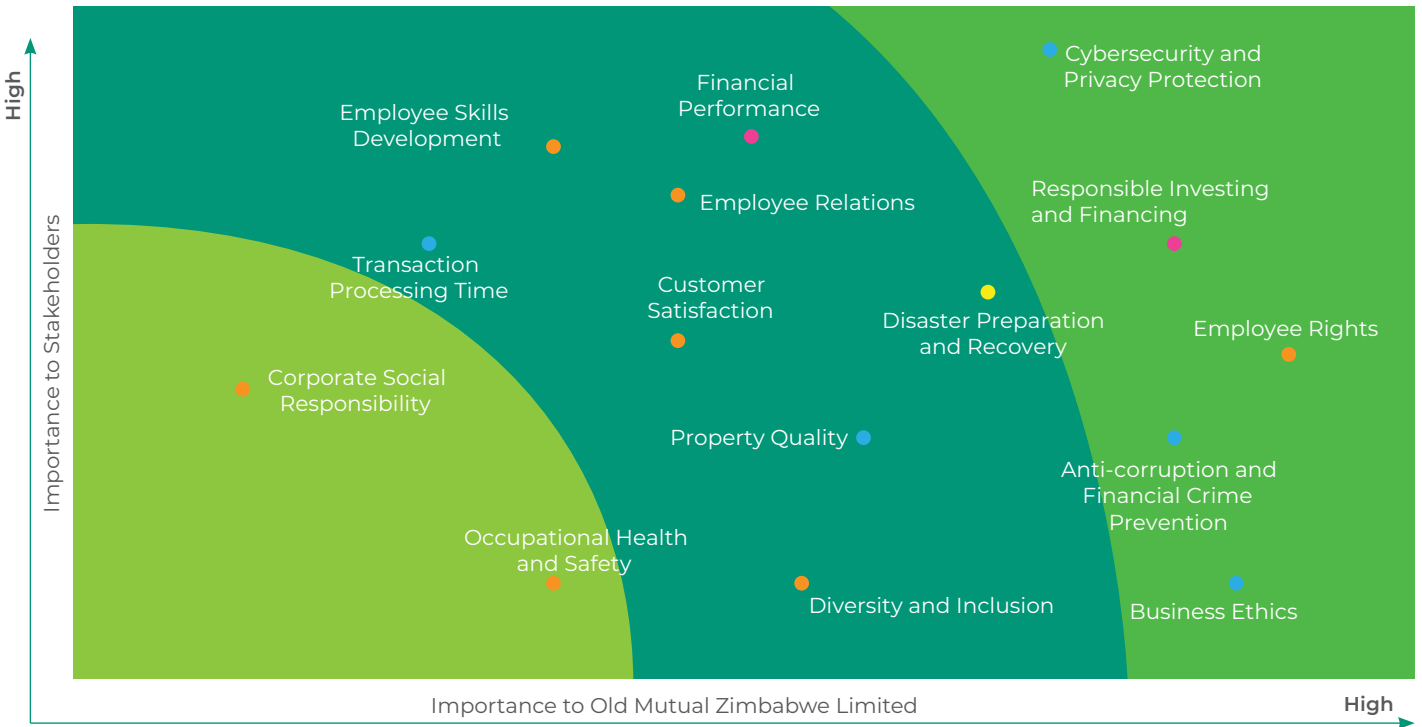 High
Importance to Stakeholders
Cybersecurity and
Privacy Protection
Financial
Performance
Employee Skills
Development
Responsible Investing
and Financing
Employee Relations
Transaction
Processing Time
Customer
Satisfaction
Disaster Preparation
and Recovery
Employee Rights
Corporate Social
Responsibility
Property Quality
Anti-corruption and
Financial Crime
Prevention
Occupational Health
and Safety
Diversity and Inclusion
Business Ethics
Importance to Old Mutual Zimbabwe Limited
High